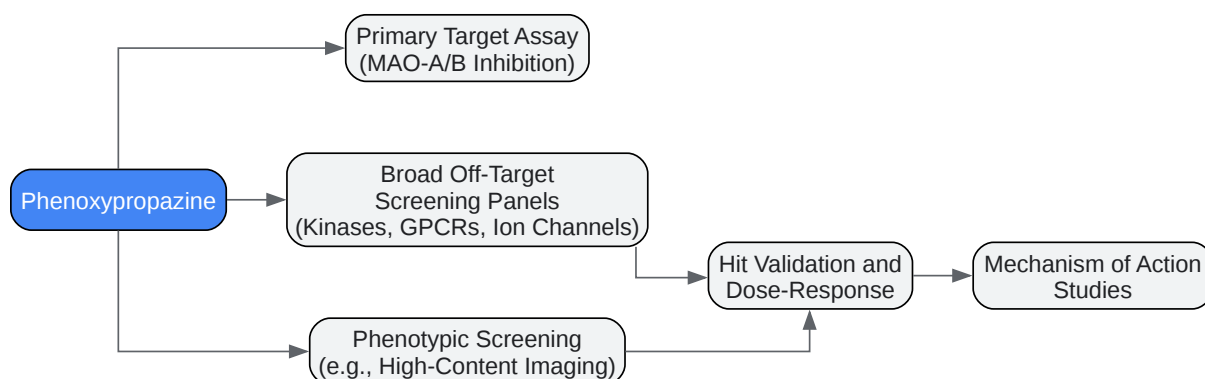 Primary Target Assay
(MAO-A/B Inhibition)
Phenoxypropazine
Broad Off-Target
Screening Panels
(Kinases, GPCRs, Ion Channels)
Hit Validation and
Dose-Response
Mechanism of Action
Studies
Phenotypic Screening
(e.g., High-Content Imaging)